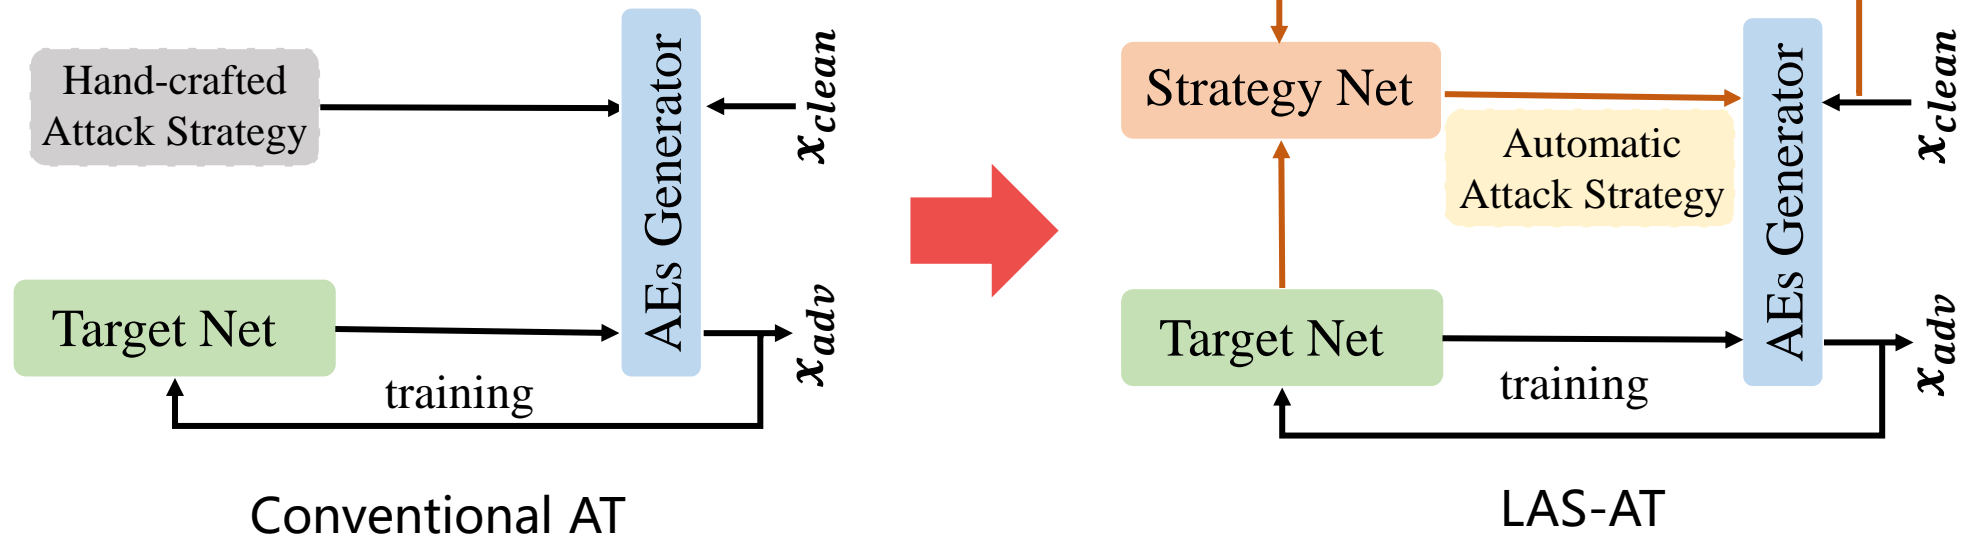 Hand-crafted
Attack Strategy
AEs Generator
x_clean
Target Net
x_adv
training
Conventional AT
Strategy Net
Automatic
Attack Strategy
AEs Generator
x_clean
Target Net
x_adv
training
LAS-AT